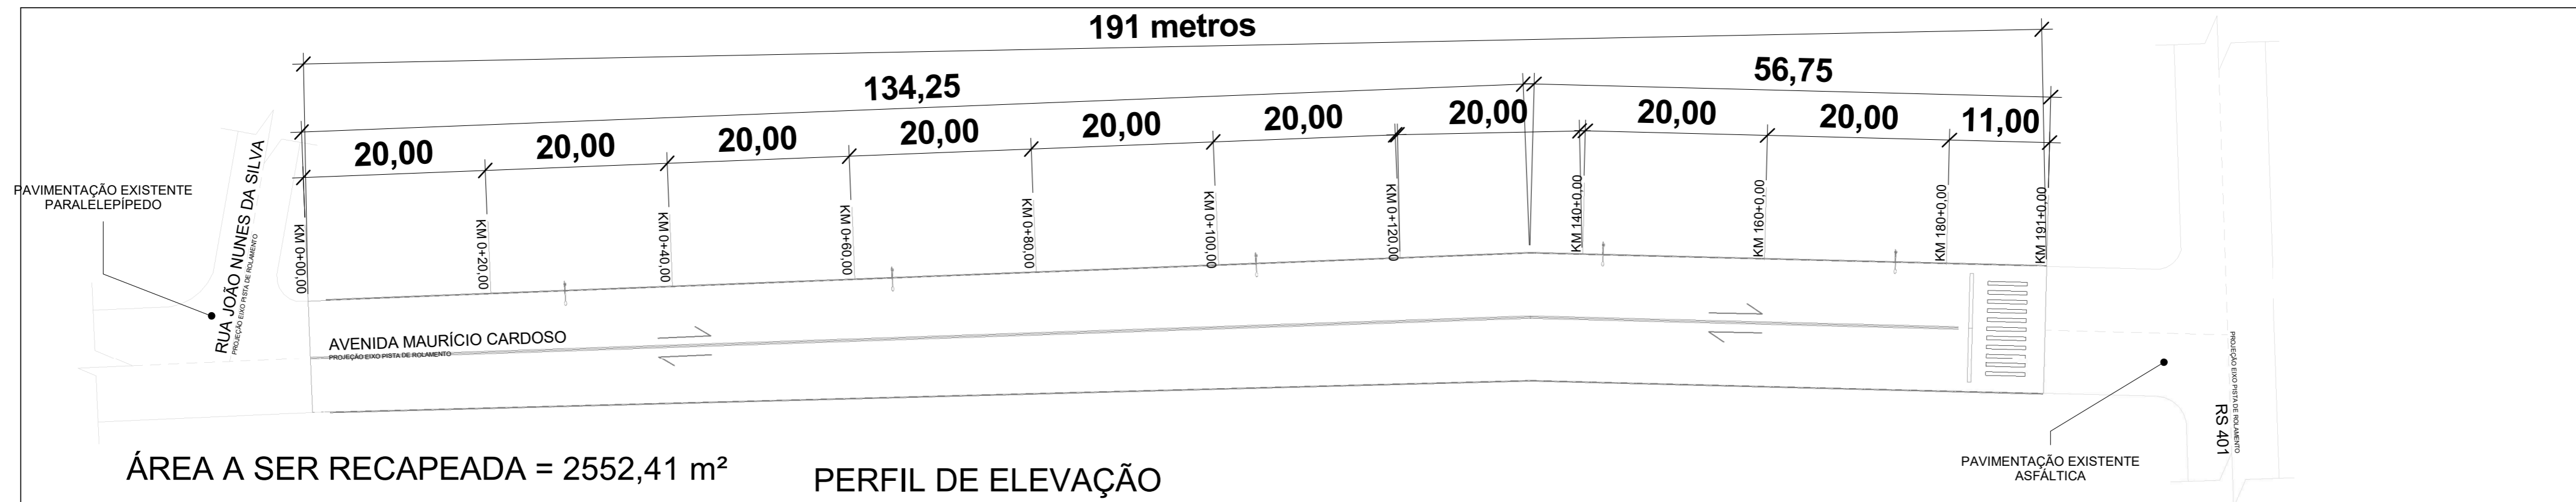 191 metros
134,25
56,75
20,00
20,00
20,00
20,00
20,00
20,00
20,00
20,00
20,00
11,00
KM 0+00,00
KM 0+20,00
KM 0+40,00
KM 0+60,00
KM 0+80,00
KM 0+100,00
KM 0+120,00
KM 140+0,00
KM 160+0,00
KM 180+0,00
KM 191+0,00
PAVIMENTAÇÃO EXISTENTE
PARALELEPÍPEDO
RUA JOÃO NUNES DA SILVA
PROJEÇÃO EIXO PISTA DE ROLAMENTO
AVENIDA MAURÍCIO CARDOSO
PROJEÇÃO EIXO PISTA DE ROLAMENTO
PROJEÇÃO EIXO PISTA DE ROLAMENTO
RS 401
PAVIMENTAÇÃO EXISTENTE
ASFÁLTICA
ÁREA A SER RECAPEADA = 2552,41 m²
PERFIL DE ELEVAÇÃO